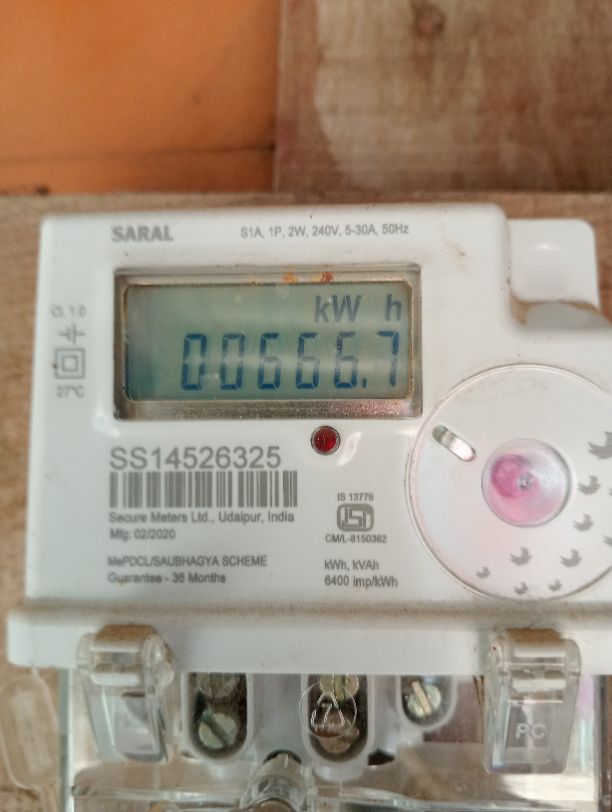 SARAL
S1A, 1P, 2W, 240V, 5-30A, 50Hz
Cl. 1.0
27°C
kW h
00666.7
SS14526325
Secure Meters Ltd., Udaipur, India
Mfg: 02/2020
MePDCL/SAUBHAGYA SCHEME
Guarantee - 36 Months
IS 13779
ISI
CM/L-8150362
kWh, kVAh
6400 imp/kWh
7
PC